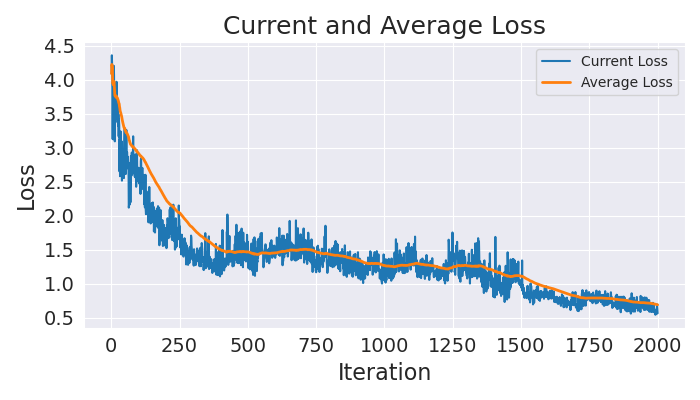 Current and Average Loss
4.5
4.0
3.5
3.0
2.5
2.0
1.5
1.0
0.5
Loss
Current Loss
Average Loss
0 250 500 750 1000 1250 1500 1750 2000
Iteration